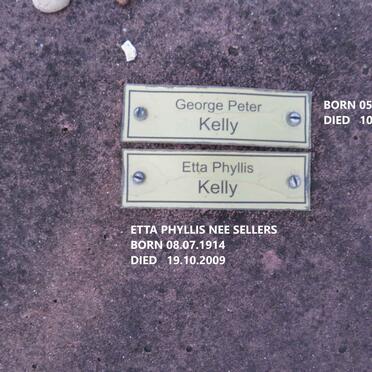 George Peter
Kelly
BORN 05
DIED 10
Etta Phyllis
Kelly
ETTA PHYLLIS NEE SELLERS
BORN 08.07.1914
DIED 19.10.2009